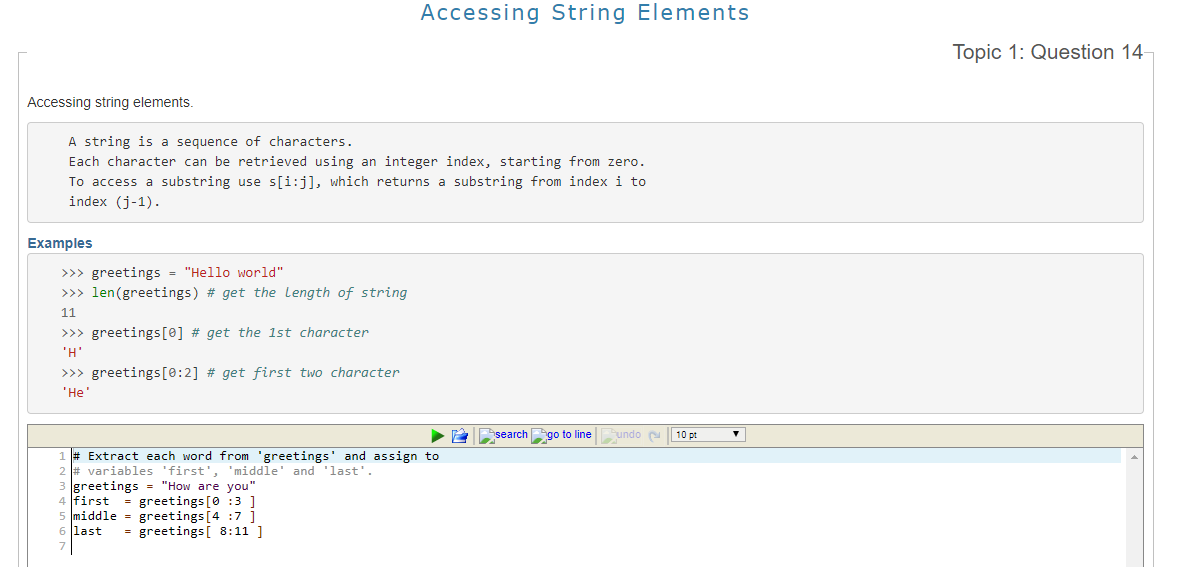 Accessing String Elements
Topic 1: Question 14
Accessing string elements.
A string is a sequence of characters.
Each character can be retrieved using an integer index, starting from zero.
To access a substring use s[i:j], which returns a substring from index i to
index (j-1).
Examples
>>> greetings = "Hello world"
>>> len(greetings) # get the length of string
11
>>> greetings[0] # get the 1st character
'H'
>>> greetings[0:2] # get first two character
'He'
search go to line undo 10 pt
1 # Extract each word from 'greetings' and assign to
2 # variables 'first', 'middle' and 'last'.
3 greetings = "How are you"
4 first  = greetings[0 :3 ]
5 middle = greetings[4 :7 ]
6 last   = greetings[ 8:11 ]
7